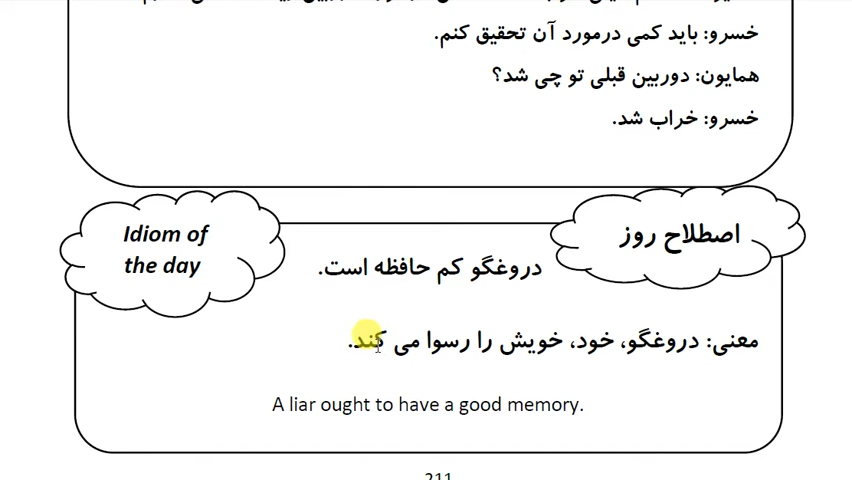 خسرو: باید کمی درمورد آن تحقیق کنم.
همایون: دوربین قبلی تو چی شد؟
خسرو: خراب شد.
اصطلاح روز
Idiom of
the day
دروغگو کم حافظه است.
معنی: دروغگو، خود، خویش را رسوا می کند.
A liar ought to have a good memory.
211